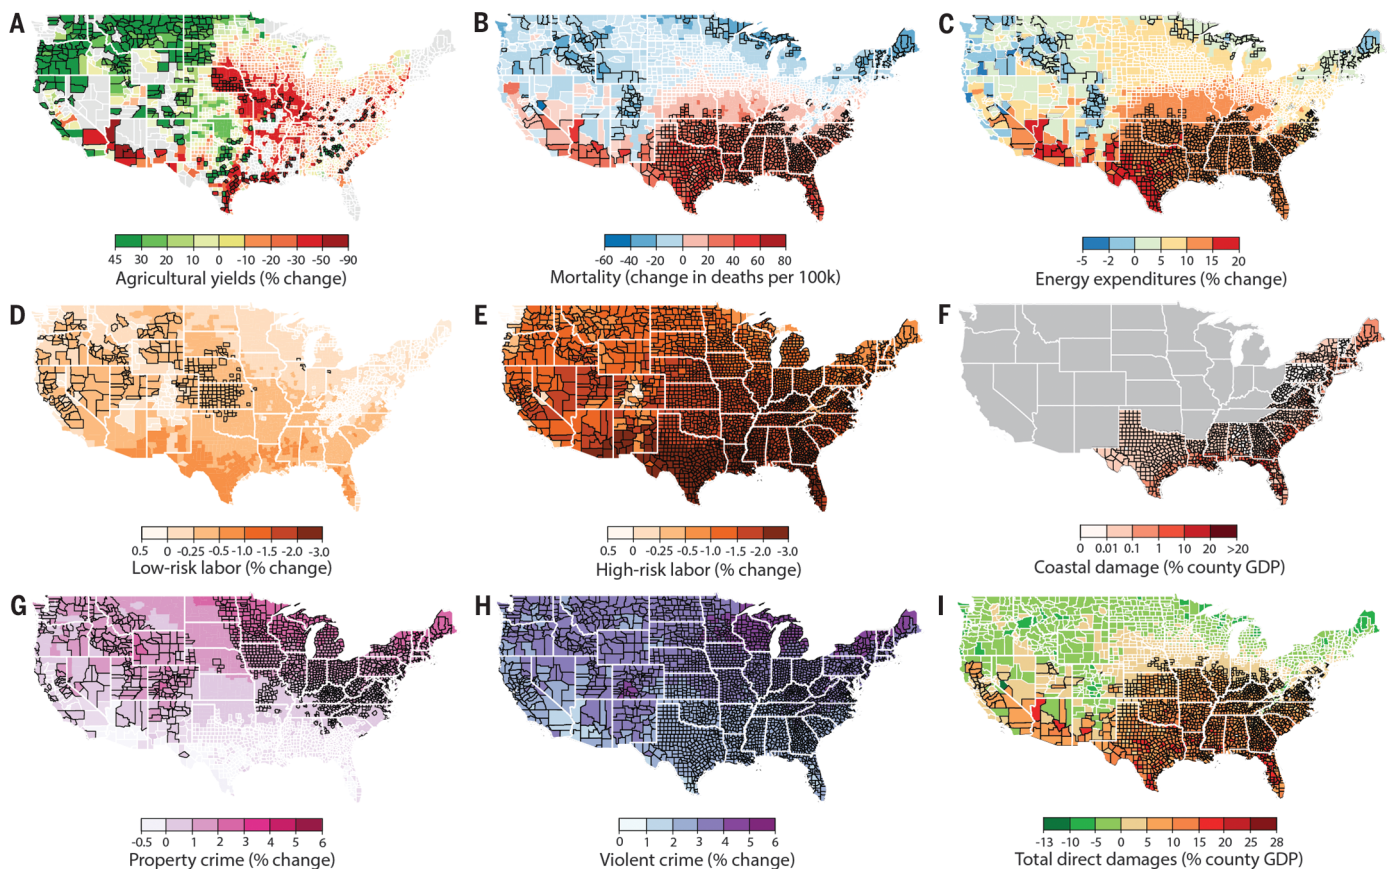 A
B
C
45 30 20 10 0 -10 -20 -30 -50 -90
Agricultural yields (% change)
-60 -40 -20 0 20 40 60 80
Mortality (change in deaths per 100k)
-5 -2 0 5 10 15 20
Energy expenditures (% change)
D
E
F
0.5 0 -0.25 -0.5 -1.0 -1.5 -2.0 -3.0
Low-risk labor (% change)
0.5 0 -0.25 -0.5 -1.0 -1.5 -2.0 -3.0
High-risk labor (% change)
0 0.01 0.1 1 10 20 >20
Coastal damage (% county GDP)
G
H
I
-0.5 0 1 2 3 4 5 6
Property crime (% change)
0 1 2 3 4 5 6
Violent crime (% change)
-13 -10 -5 0 5 10 15 20 25 28
Total direct damages (% county GDP)